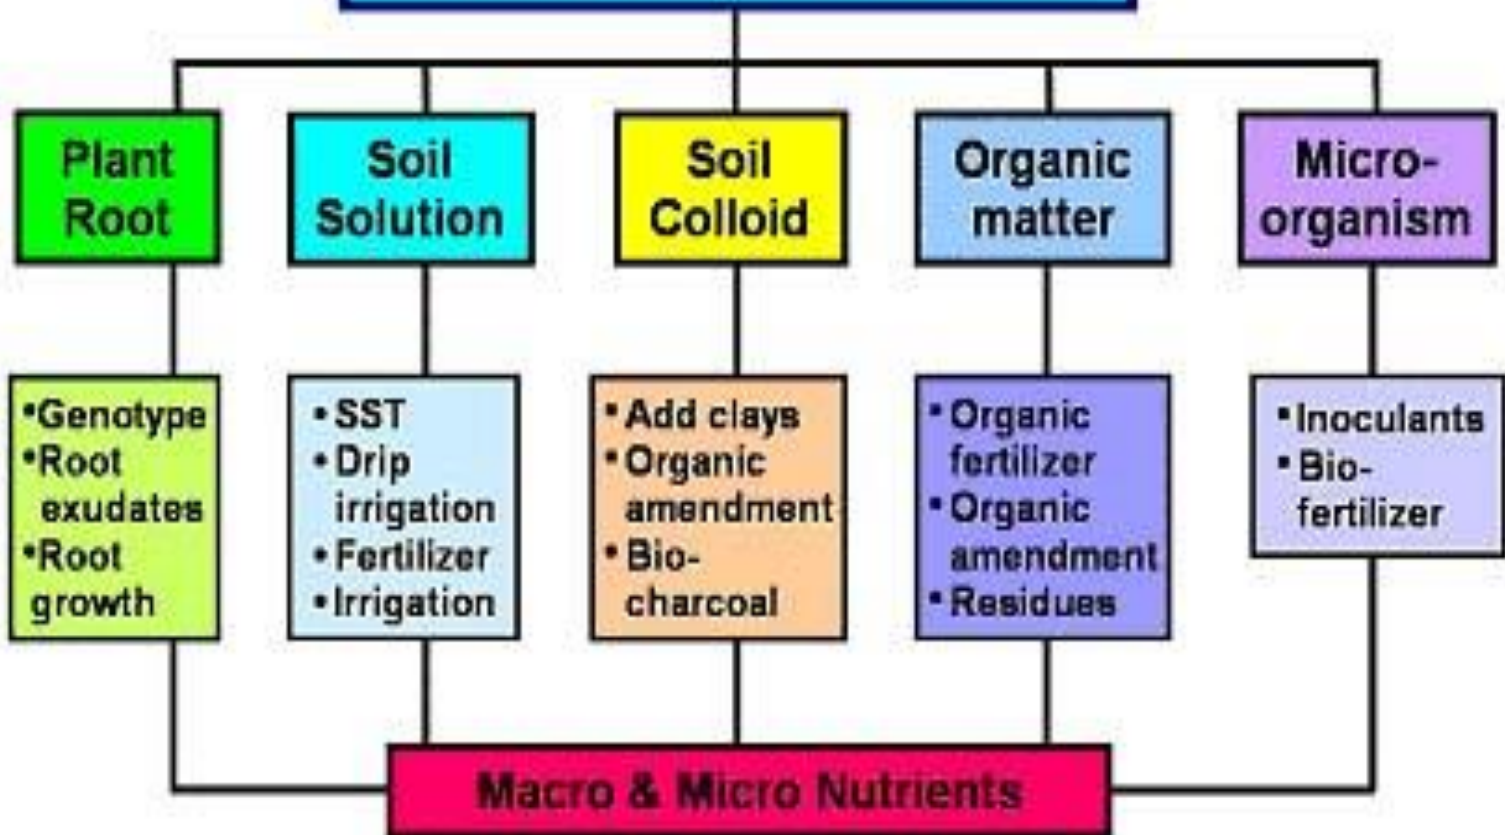 Plant
Root
Soil
Solution
Soil
Colloid
Organic
matter
Micro-
organism
•Genotype
•Root
exudates
•Root
growth
•SST
•Drip
irrigation
•Fertilizer
•Irrigation
•Add clays
•Organic
amendment
•Bio-
charcoal
•Organic
fertilizer
•Organic
amendment
•Residues
•Inoculants
•Bio-
fertilizer
Macro & Micro Nutrients